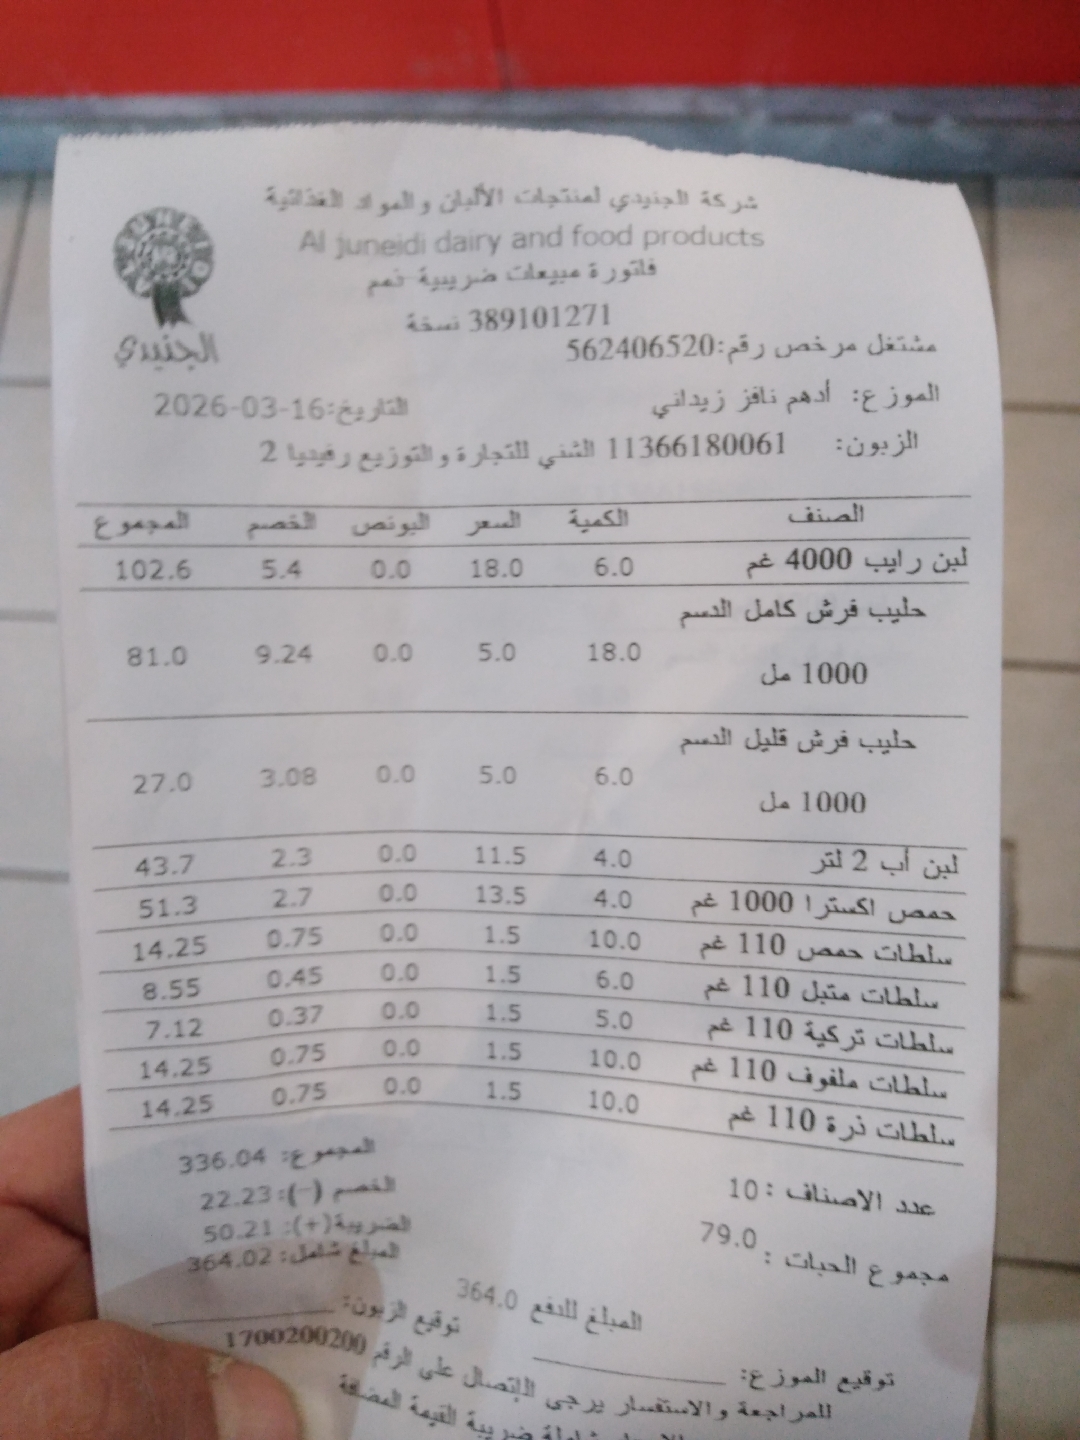 شركة الجنيدي لمنتجات الألبان والمواد الغذائية
Al juneidi dairy and food products
فاتورة مبيعات ضريبية-ذمم
389101271 نسخة
الجنيدي
مشتغل مرخص رقم:562406520
الموزع: أدهم نافز زيداني التاريخ:2026-03-16
الزبون: 11366180061 الشني للتجارة والتوزيع رفيديا 2
الصنف الكمية السعر البونص الخصم المجموع
لبن رايب 4000 غم 6.0 18.0 0.0 5.4 102.6
حليب فرش كامل الدسم
1000 مل 18.0 5.0 0.0 9.24 81.0
حليب فرش قليل الدسم
1000 مل 6.0 5.0 0.0 3.08 27.0
لبن أب 2 لتر 4.0 11.5 0.0 2.3 43.7
حمص اكسترا 1000 غم 4.0 13.5 0.0 2.7 51.3
سلطات حمص 110 غم 10.0 1.5 0.0 0.75 14.25
سلطات متبل 110 غم 6.0 1.5 0.0 0.45 8.55
سلطات تركية 110 غم 5.0 1.5 0.0 0.37 7.12
سلطات ملفوف 110 غم 10.0 1.5 0.0 0.75 14.25
سلطات ذرة 110 غم 10.0 1.5 0.0 0.75 14.25
المجموع: 336.04
عدد الاصناف : 10 الخصم (-): 22.23
الضريبة(+): 50.21
مجموع الحبات : 79.0 المبلغ شامل: 364.02
المبلغ للدفع 364.0
توقيع الزبون:
توقيع الموزع:
للمراجعة والاستفسار يرجى الإتصال على الرقم 1700200200
شاملة ضريبة القيمة المضافة